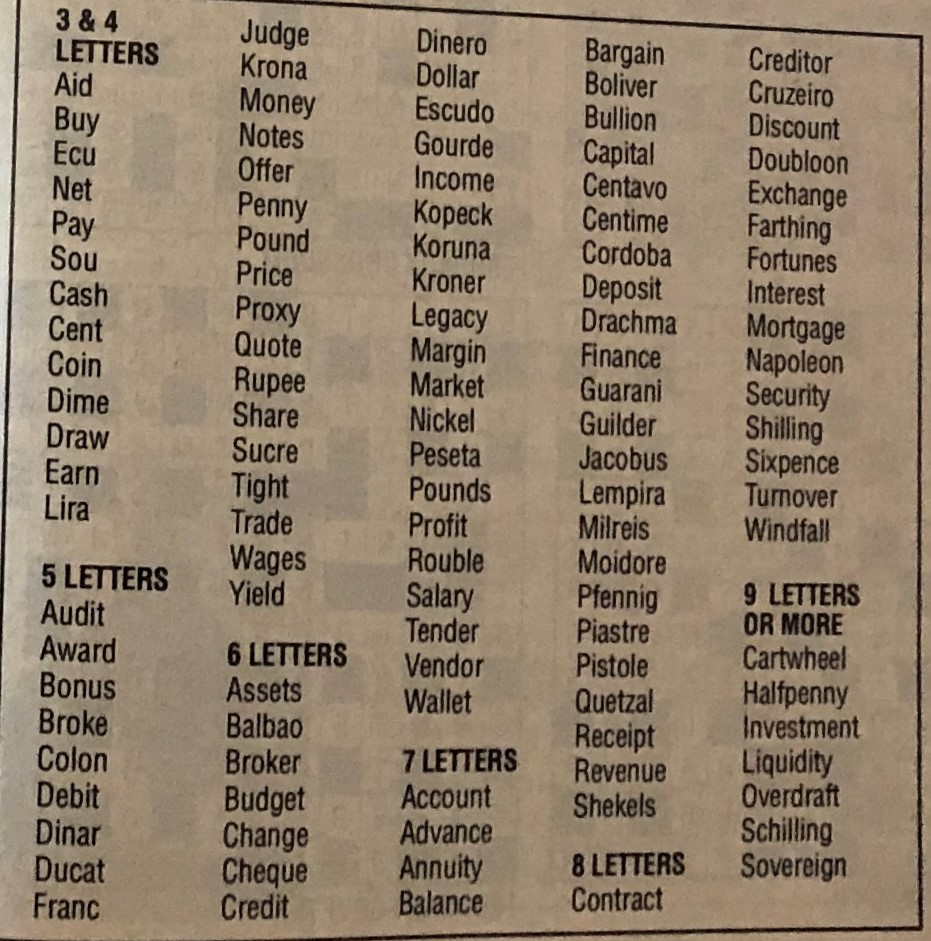 3 & 4
LETTERS
Aid
Buy
Ecu
Net
Pay
Sou
Cash
Cent
Coin
Dime
Draw
Earn
Lira
5 LETTERS
Audit
Award
Bonus
Broke
Colon
Debit
Dinar
Ducat
Franc
Judge
Krona
Money
Notes
Offer
Penny
Pound
Price
Proxy
Quote
Rupee
Share
Sucre
Tight
Trade
Wages
Yield
6 LETTERS
Assets
Balbao
Broker
Budget
Change
Cheque
Credit
Dinero
Dollar
Escudo
Gourde
Income
Kopeck
Koruna
Kroner
Legacy
Margin
Market
Nickel
Peseta
Pounds
Profit
Rouble
Salary
Tender
Vendor
Wallet
7 LETTERS
Account
Advance
Annuity
Balance
Bargain
Boliver
Bullion
Capital
Centavo
Centime
Cordoba
Deposit
Drachma
Finance
Guarani
Guilder
Jacobus
Lempira
Milreis
Moidore
Pfennig
Piastre
Pistole
Quetzal
Receipt
Revenue
Shekels
8 LETTERS
Contract
Creditor
Cruzeiro
Discount
Doubloon
Exchange
Farthing
Fortunes
Interest
Mortgage
Napoleon
Security
Shilling
Sixpence
Turnover
Windfall
9 LETTERS
OR MORE
Cartwheel
Halfpenny
Investment
Liquidity
Overdraft
Schilling
Sovereign